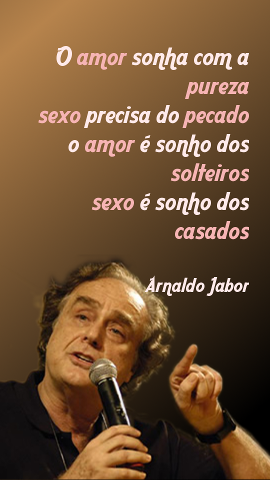 O amor sonha com a
pureza
sexo precisa do pecado
o amor é sonho dos
solteiros
sexo é sonho dos
casados
Arnaldo Jabor